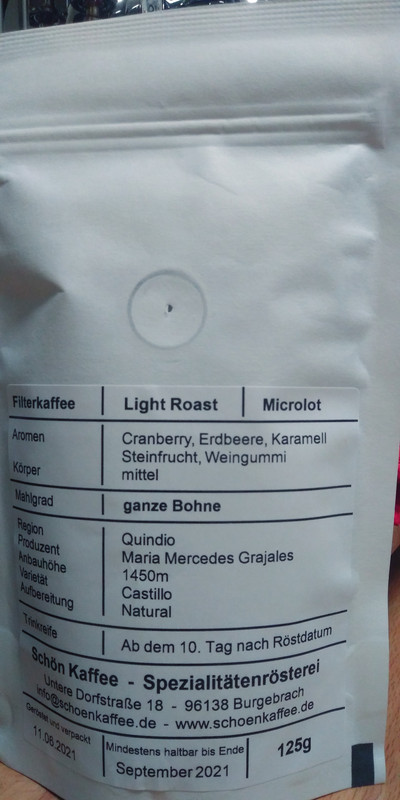 Filterkaffee Light Roast Microlot
Aromen Cranberry, Erdbeere, Karamell
Steinfrucht, Weingummi
Körper mittel
Mahlgrad ganze Bohne
Region Quindio
Produzent Maria Mercedes Grajales
Anbauhöhe 1450m
Varietät Castillo
Aufbereitung Natural
Trinkreife Ab dem 10. Tag nach Röstdatum
Schön Kaffee - Spezialitätenrösterei
Untere Dorfstraße 18 - 96138 Burgebrach
info@schoenkaffee.de - www.schoenkaffee.de
Geröstet und verpackt Mindestens haltbar bis Ende 125g
11.06.2021 September 2021